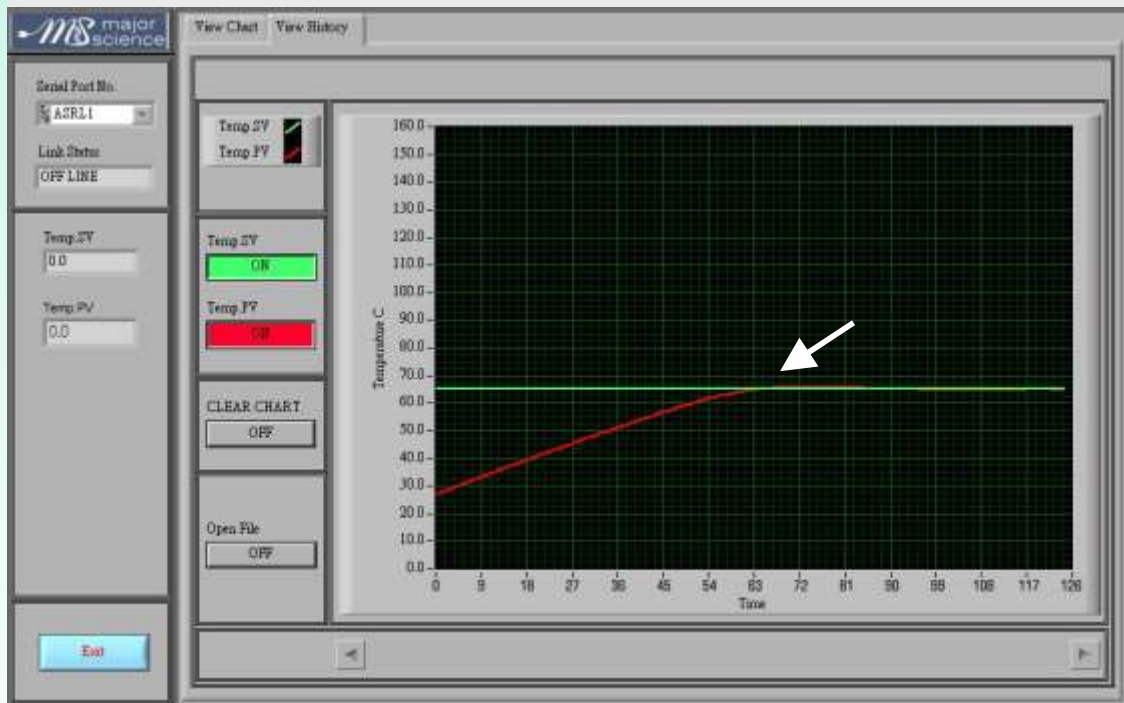 major
science
View Chart View History
Serial Port No.
ASRL1
Link Status
OFF LINE
Temp.SV
0.0
Temp.PV
0.0
Exit
Temp.SV
Temp.PV
Temp.SV
ON
Temp.PV
ON
CLEAR CHART
OFF
Open File
OFF
Temperature C
160.0
150.0
140.0
130.0
120.0
110.0
100.0
90.0
80.0
70.0
60.0
50.0
40.0
30.0
20.0
10.0
0.0
0 9 18 27 36 45 54 63 72 81 90 99 108 117 126
Time